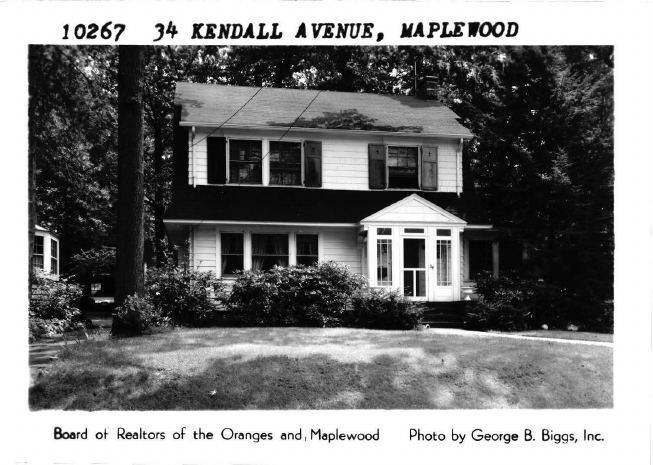 10267 34 KENDALL AVENUE, MAPLEWOOD
Board of Realtors of the Oranges and Maplewood Photo by George B. Biggs, Inc.